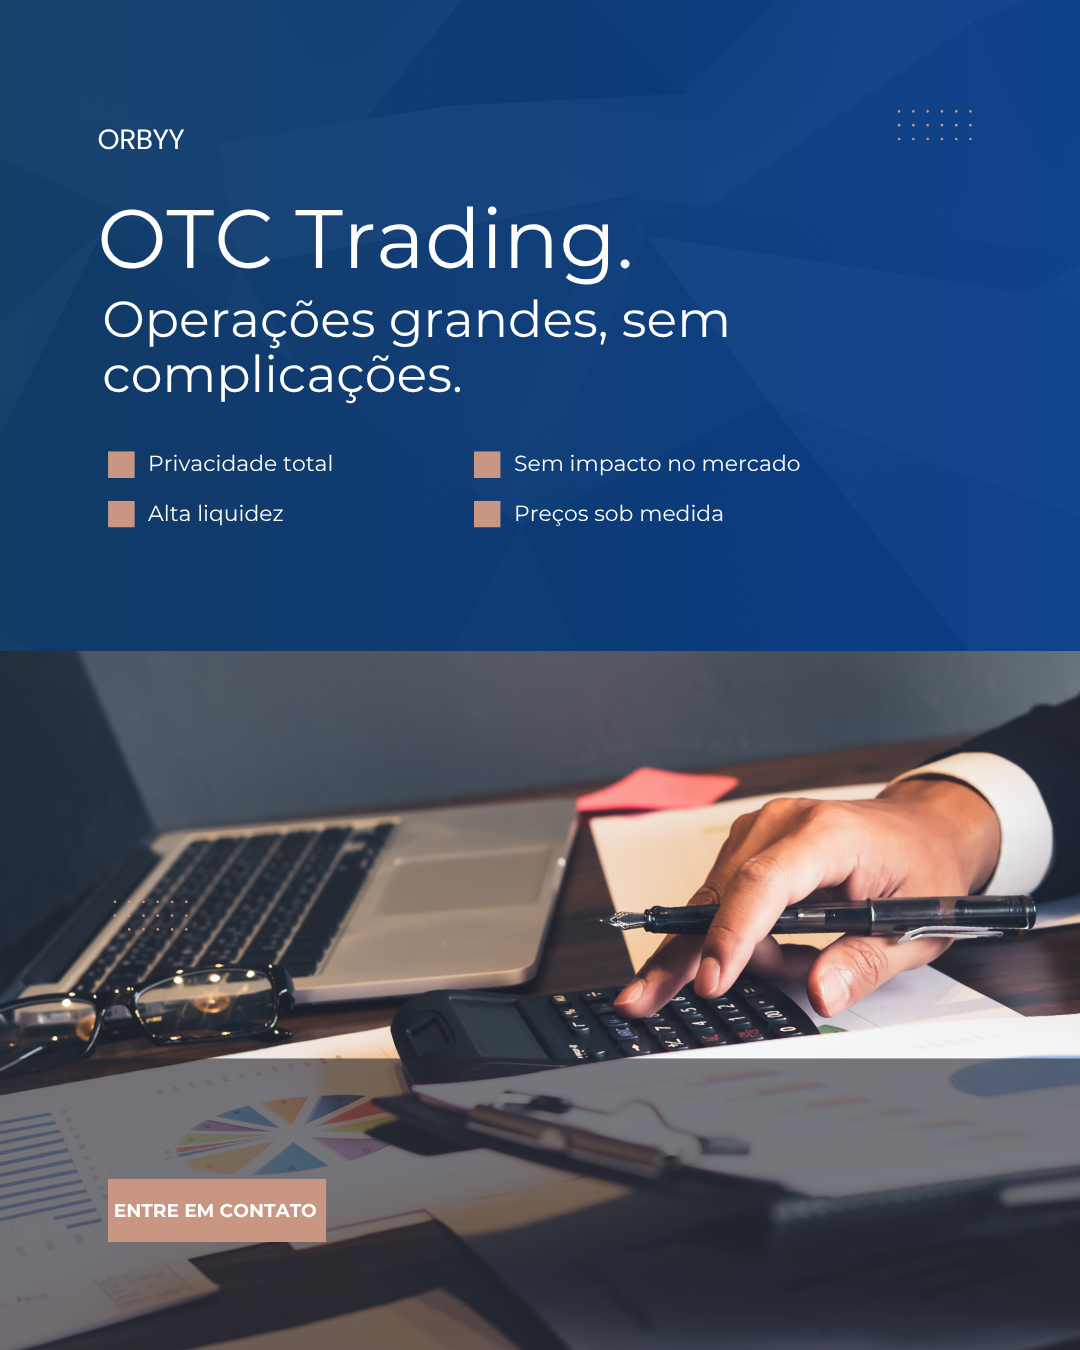 ORBYY
OTC Trading.
Operações grandes, sem
complicações.
Privacidade total
Sem impacto no mercado
Alta liquidez
Preços sob medida
ENTRE EM CONTATO